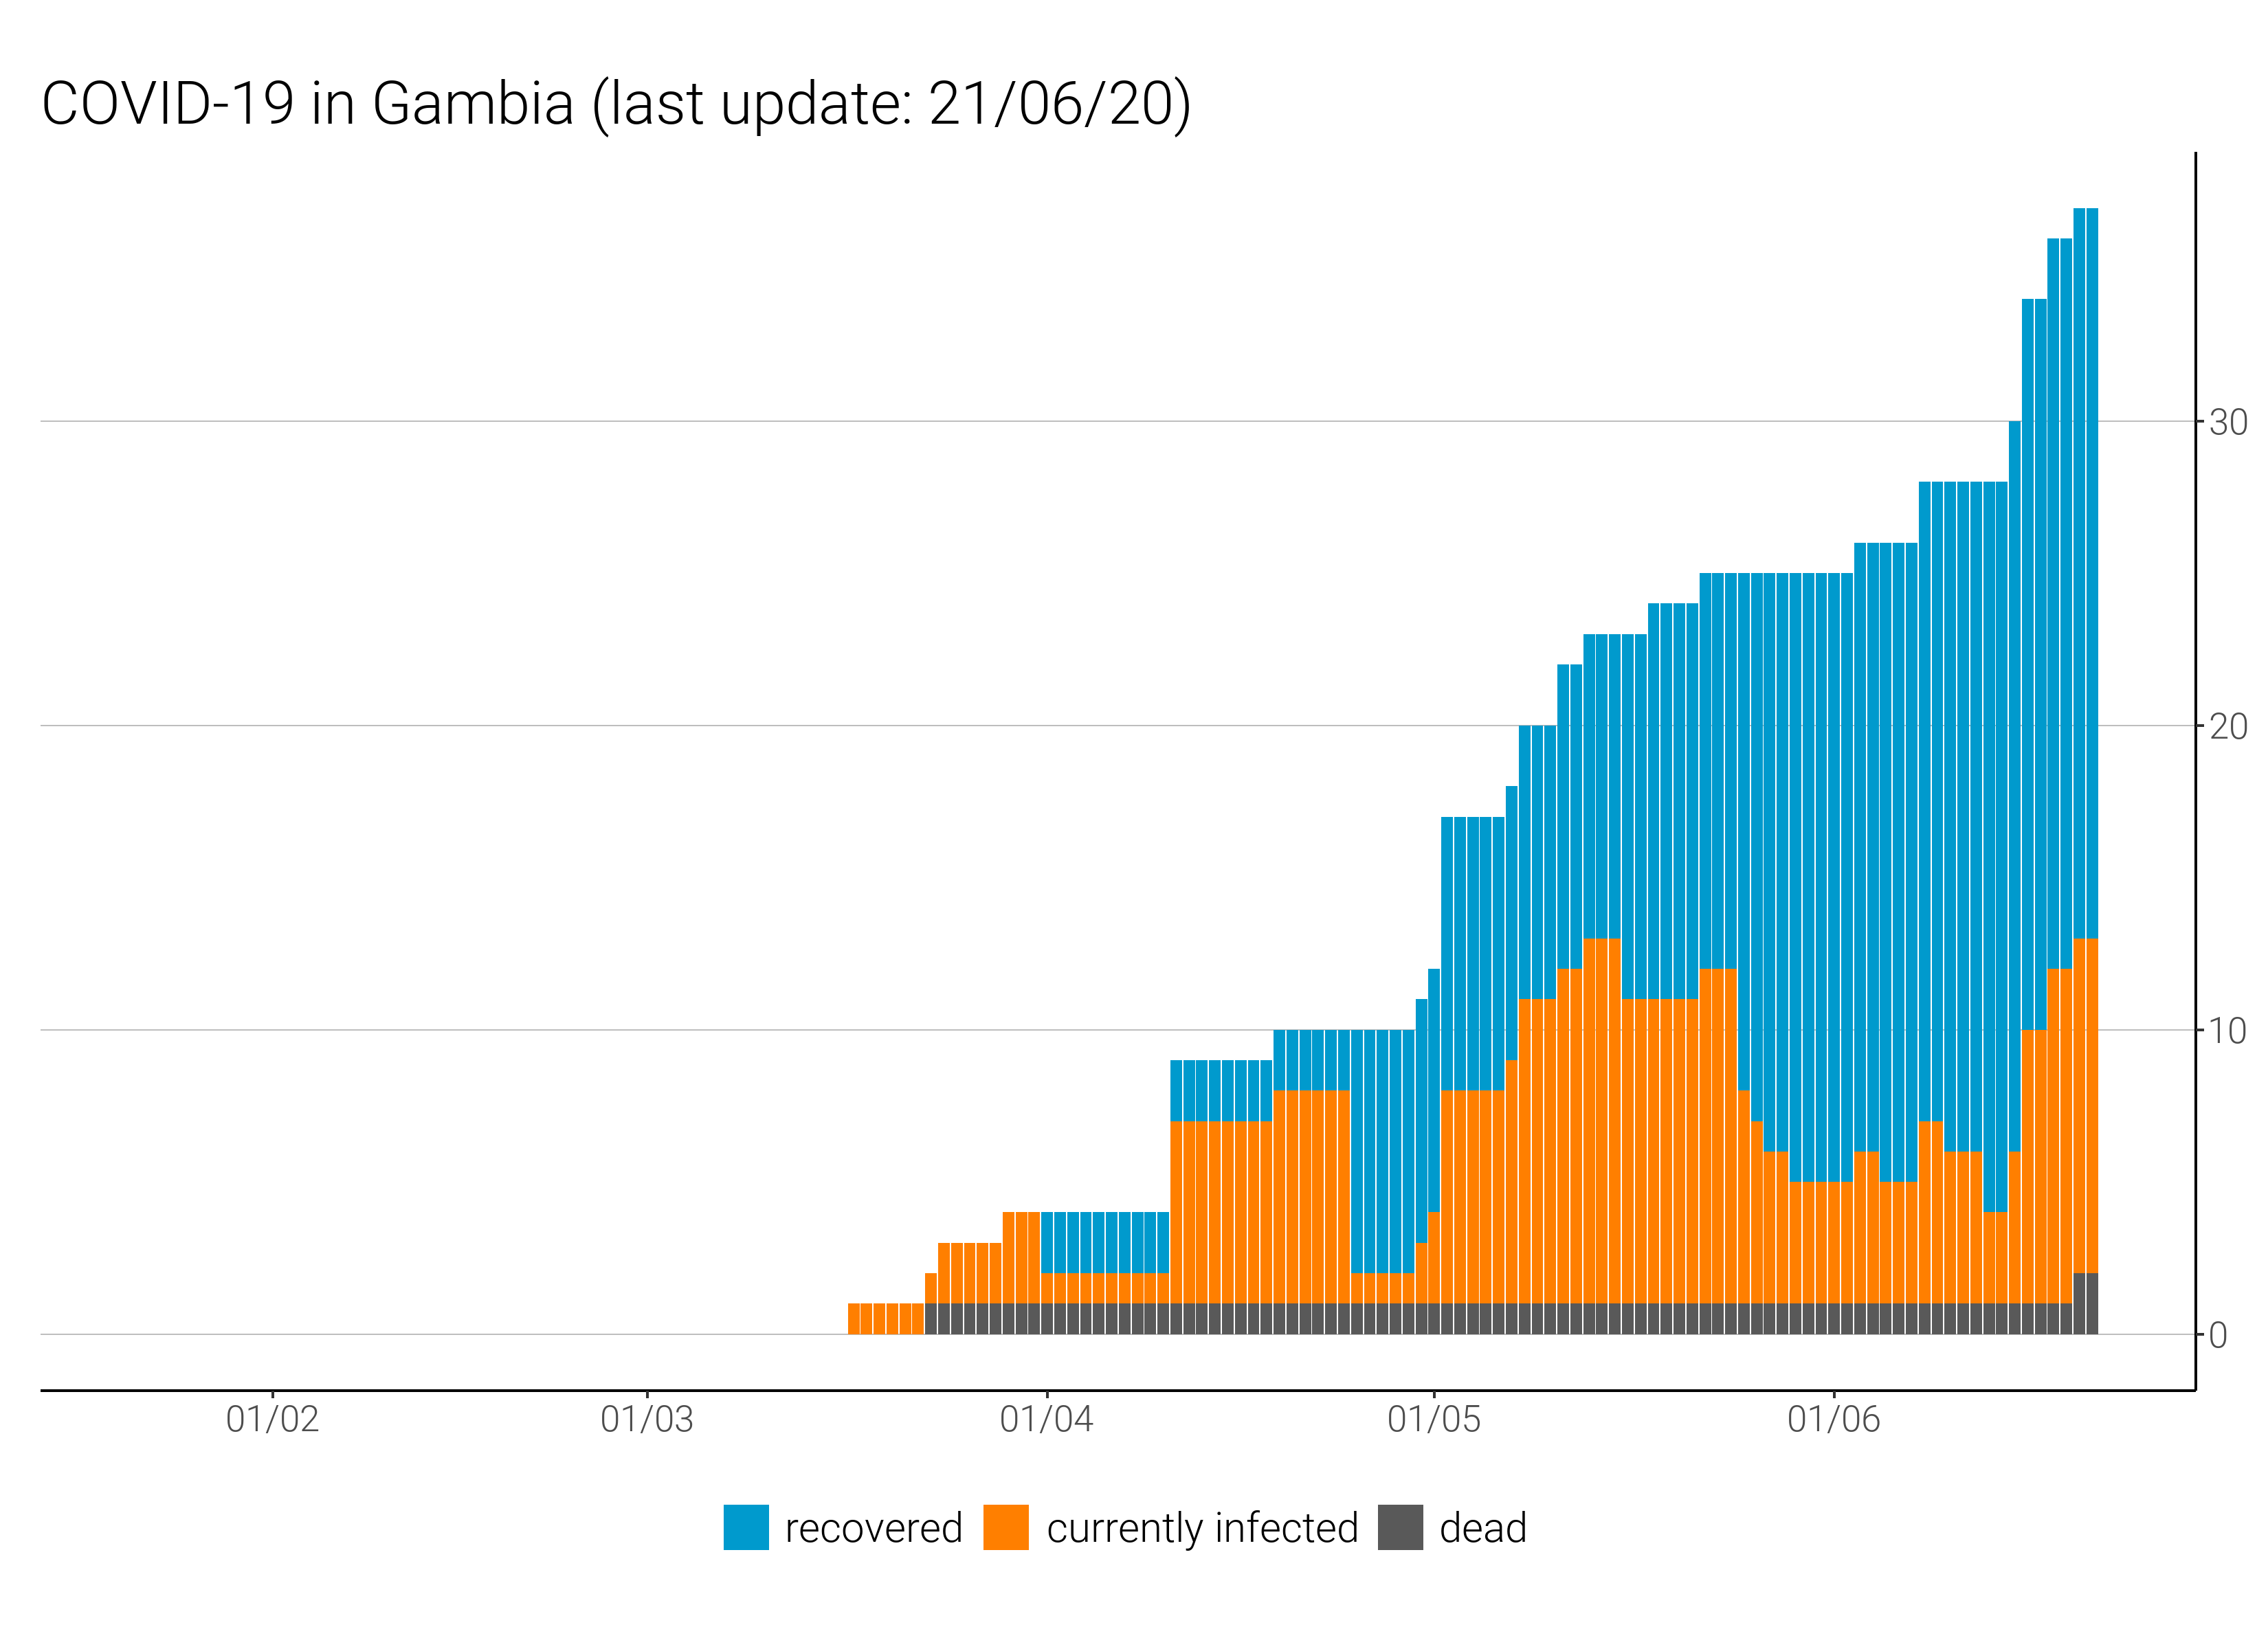 COVID-19 in Gambia (last update: 21/06/20)
30
20
10
0
01/02 01/03 01/04 01/05 01/06
recovered currently infected dead